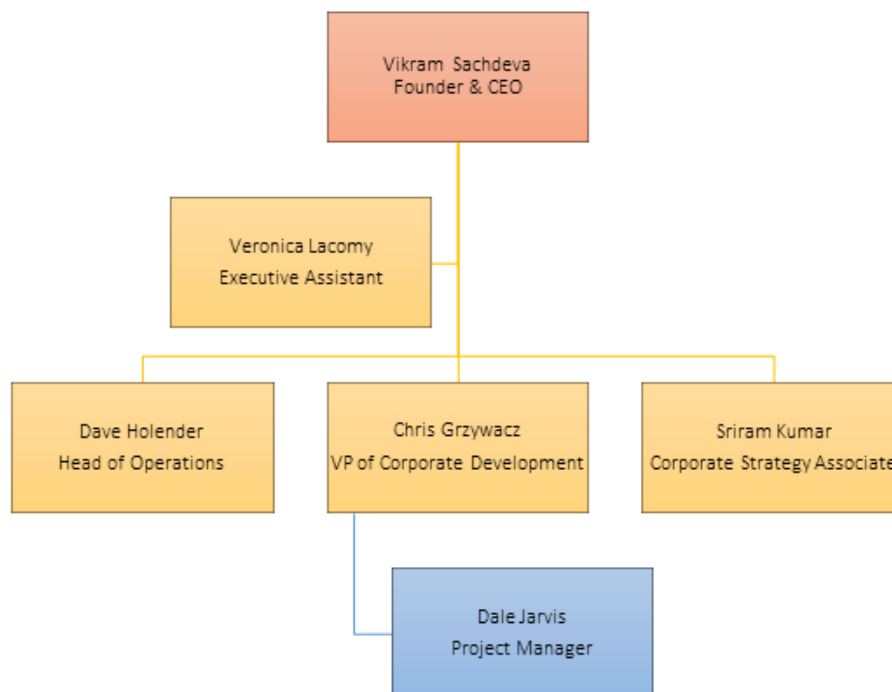 Vikram Sachdeva
Founder & CEO
Veronica Lacomy
Executive Assistant
Dave Holender
Head of Operations
Chris Grzywacz
VP of Corporate Development
Sriram Kumar
Corporate Strategy Associate
Dale Jarvis
Project Manager